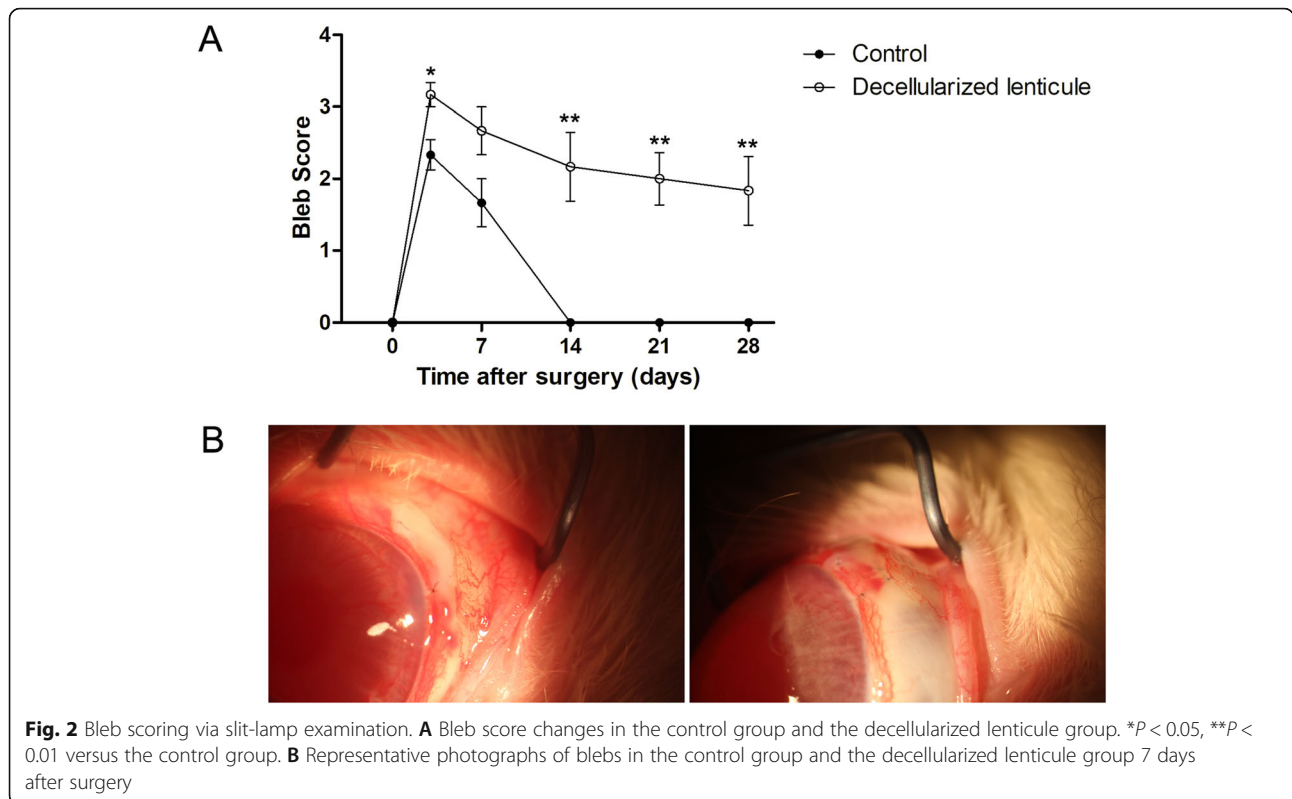 A
4
3
2
1
0
Bleb Score
*
**
**
**
Control
Decellularized lenticule
0 7 14 21 28
Time after surgery (days)
B
Fig. 2 Bleb scoring via slit-lamp examination. A Bleb score changes in the control group and the decellularized lenticule group. *P < 0.05, **P <
0.01 versus the control group. B Representative photographs of blebs in the control group and the decellularized lenticule group 7 days
after surgery